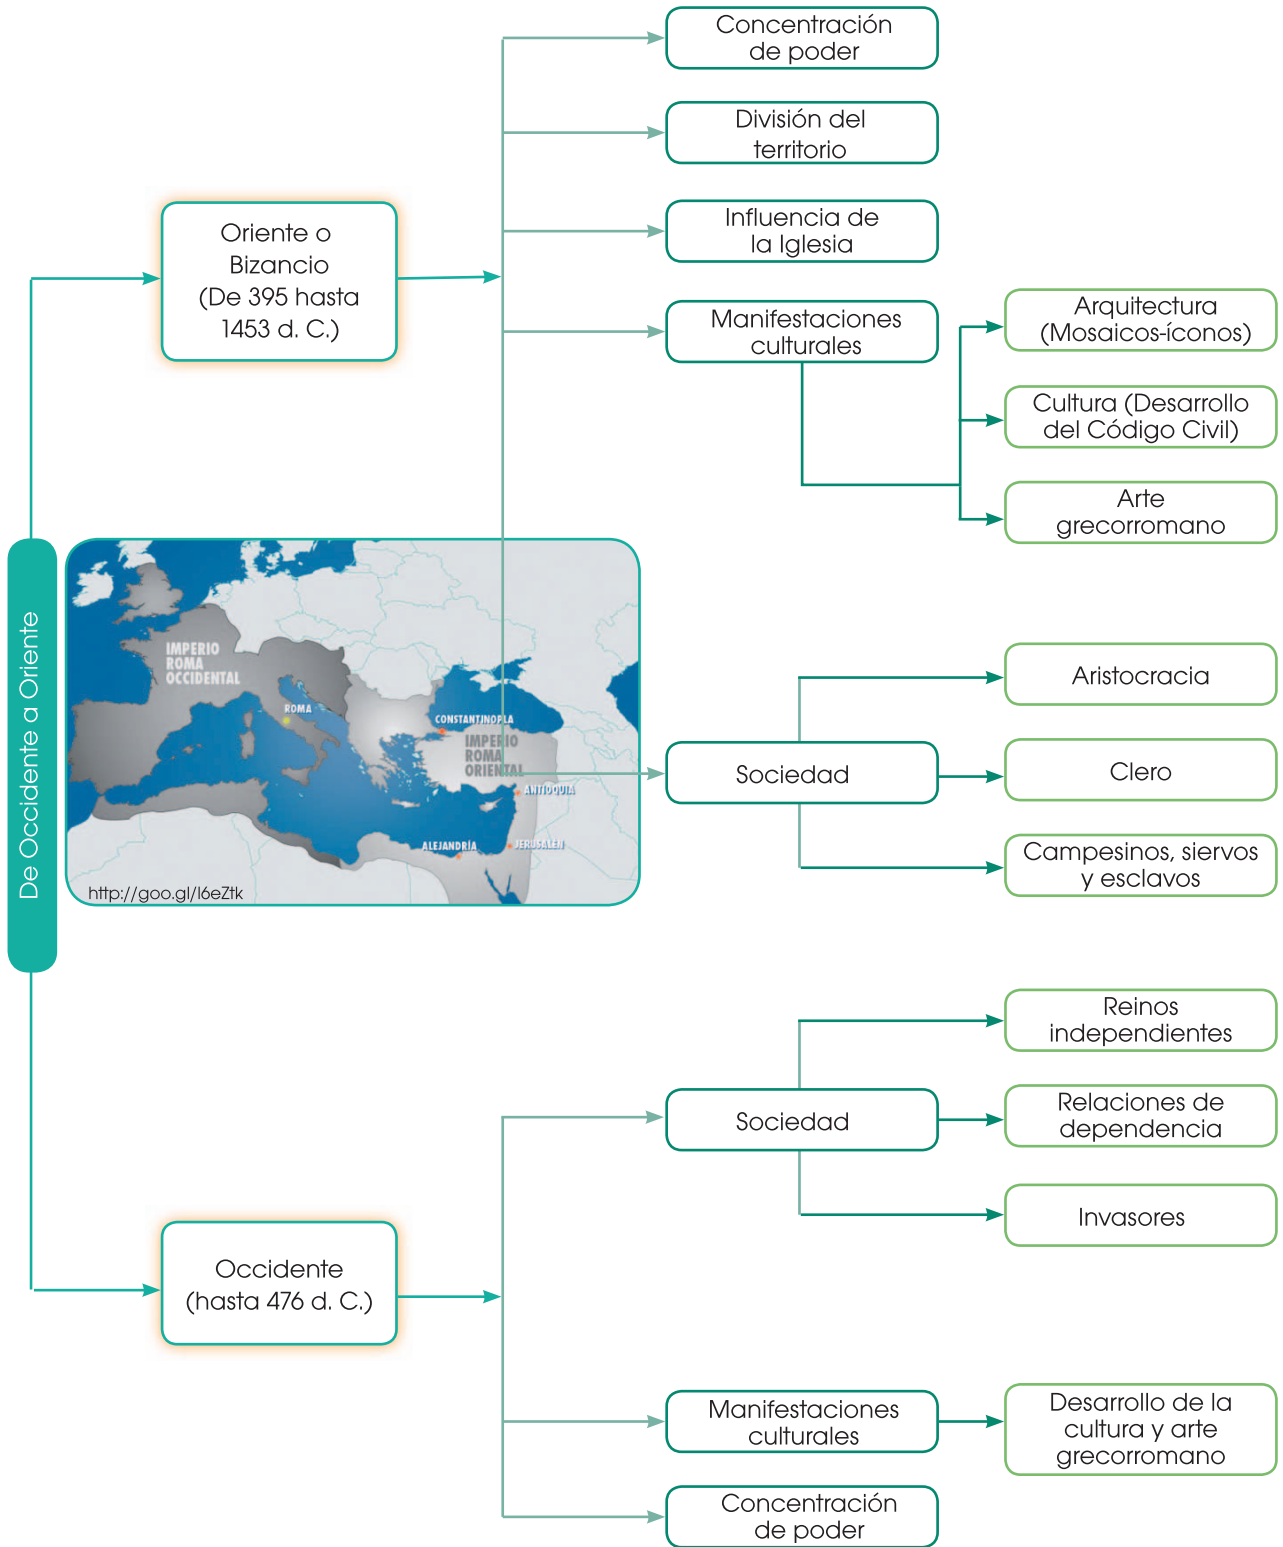 De Occidente a Oriente
Oriente o
Bizancio
(De 395 hasta
1453 d. C.)
Concentración
de poder
División del
territorio
Influencia de
la Iglesia
Manifestaciones
culturales
Arquitectura
(Mosaicos-íconos)
Cultura (Desarrollo
del Código Civil)
Arte
grecorromano
IMPERIO
ROMA
OCCIDENTAL
ROMA
CONSTANTINOPLA
IMPERIO
ROMA
ORIENTAL
ANTIOQUIA
ALEJANDRÍA
JERUSALÉN
http://goo.gl/l6eZtk
Sociedad
Aristocracia
Clero
Campesinos, siervos
y esclavos
Occidente
(hasta 476 d. C.)
Sociedad
Reinos
independientes
Relaciones de
dependencia
Invasores
Manifestaciones
culturales
Desarrollo de la
cultura y arte
grecorromano
Concentración
de poder